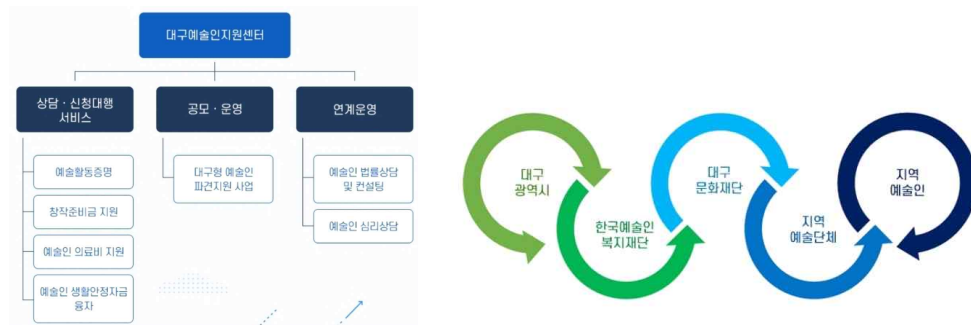 대구예술인지원센터
상담 · 신청대행
서비스
예술활동증명
창작준비금 지원
예술인 의료비 지원
예술인 생활안정자금
융자
공모 · 운영
대구형 예술인
파견지원 사업
연계운영
예술인 법률상담
및 컨설팅
예술인 심리상담
대구
광역시
한국예술인
복지재단
대구
문화재단
지역
예술단체
지역
예술인